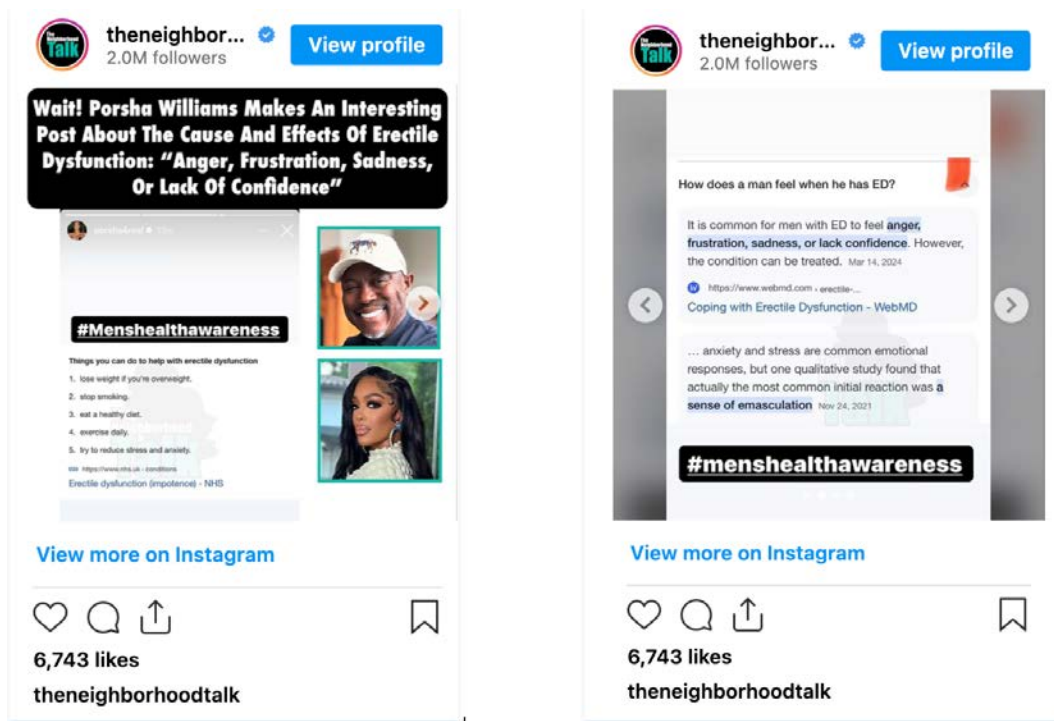 The Neighborhood Talk
theneighbor...
2.0M followers
View profile
Wait! Porsha Williams Makes An Interesting
Post About The Cause And Effects Of Erectile
Dysfunction: “Anger, Frustration, Sadness,
Or Lack Of Confidence”
#Menshealthawareness
Things you can do to help with erectile dysfunction
1. lose weight if you're overweight.
2. stop smoking.
3. eat a healthy diet.
4. exercise daily.
5. try to reduce stress and anxiety.
https://www.nhs.uk › conditions
Erectile dysfunction (impotence) - NHS
View more on Instagram
6,743 likes
theneighborhoodtalk
The Neighborhood Talk
theneighbor...
2.0M followers
View profile
How does a man feel when he has ED?
It is common for men with ED to feel anger,
frustration, sadness, or lack confidence. However,
the condition can be treated. Mar 14, 2024
https://www.webmd.com › erectile-...
Coping with Erectile Dysfunction - WebMD
... anxiety and stress are common emotional
responses, but one qualitative study found that
actually the most common initial reaction was a
sense of emasculation Nov 24, 2021
#menshealthawareness
View more on Instagram
6,743 likes
theneighborhoodtalk